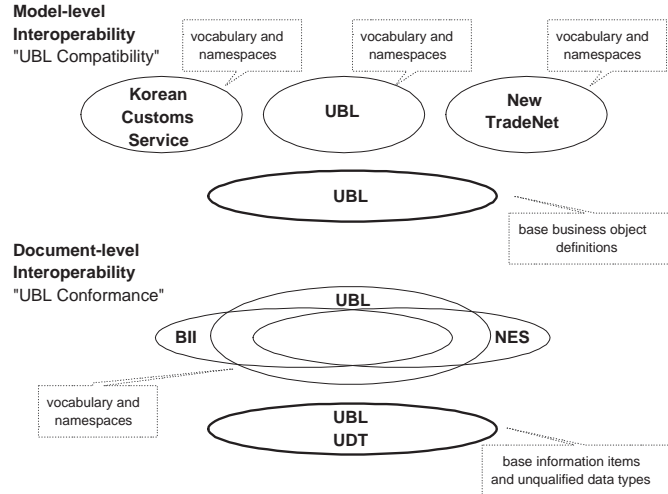 Model-level
Interoperability
"UBL Compatibility"
vocabulary and
namespaces
vocabulary and
namespaces
vocabulary and
namespaces
Korean
Customs
Service
UBL
New
TradeNet
UBL
base business object
definitions
Document-level
Interoperability
"UBL Conformance"
UBL
BII
NES
vocabulary and
namespaces
UBL
UDT
base information items
and unqualified data types